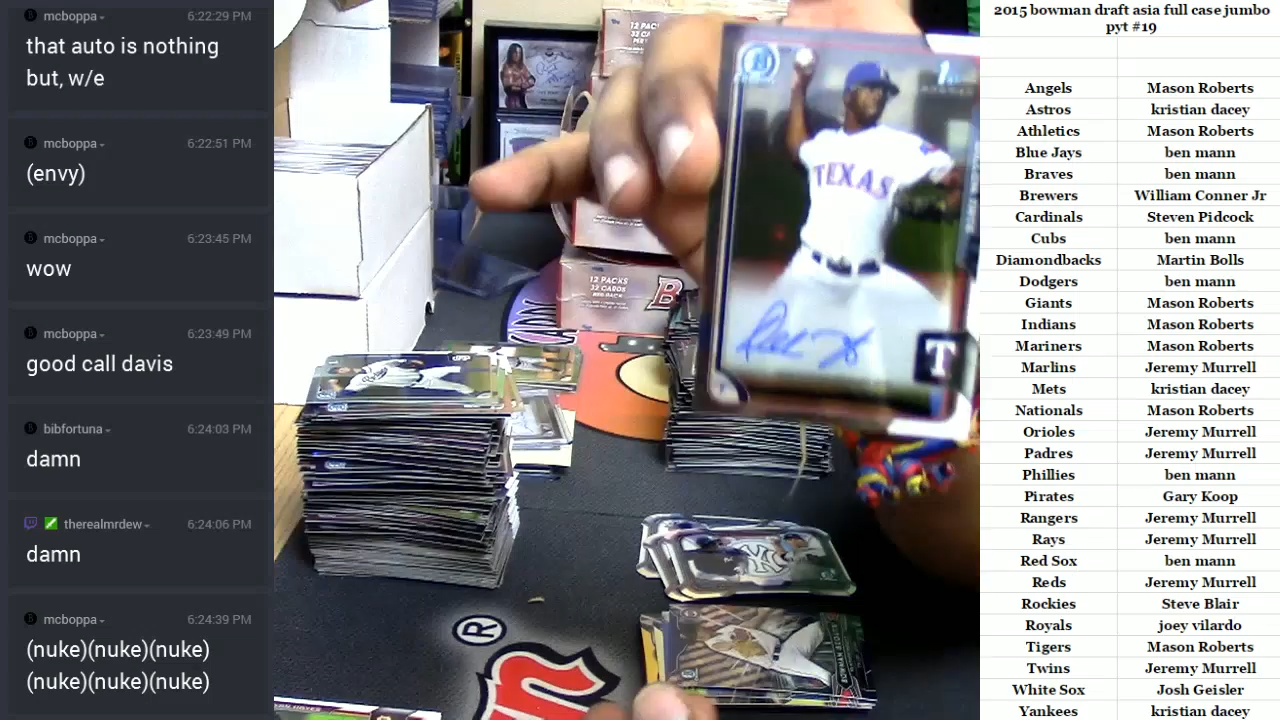 mcboppa 6:22:29 PM
that auto is nothing
but, w/e
mcboppa 6:22:51 PM
(envy)
mcboppa 6:23:45 PM
wow
mcboppa 6:23:49 PM
good call davis
bibfortuna 6:24:03 PM
damn
therealmrdew 6:24:06 PM
damn
mcboppa 6:24:39 PM
(nuke)(nuke)(nuke)
(nuke)(nuke)(nuke)
12 PACKS
32 CARDS
12 PACKS
32 CARDS
PER PACK
B
TEXAS
T
®
2015 bowman draft asia full case jumbo
pyt #19
Angels Mason Roberts
Astros kristian dacey
Athletics Mason Roberts
Blue Jays ben mann
Braves ben mann
Brewers William Conner Jr
Cardinals Steven Pidcock
Cubs ben mann
Diamondbacks Martin Bolls
Dodgers ben mann
Giants Mason Roberts
Indians Mason Roberts
Mariners Mason Roberts
Marlins Jeremy Murrell
Mets kristian dacey
Nationals Mason Roberts
Orioles Jeremy Murrell
Padres Jeremy Murrell
Phillies ben mann
Pirates Gary Koop
Rangers Jeremy Murrell
Rays Jeremy Murrell
Red Sox ben mann
Reds Jeremy Murrell
Rockies Steve Blair
Royals joey vilardo
Tigers Mason Roberts
Twins Jeremy Murrell
White Sox Josh Geisler
Yankees kristian dacey